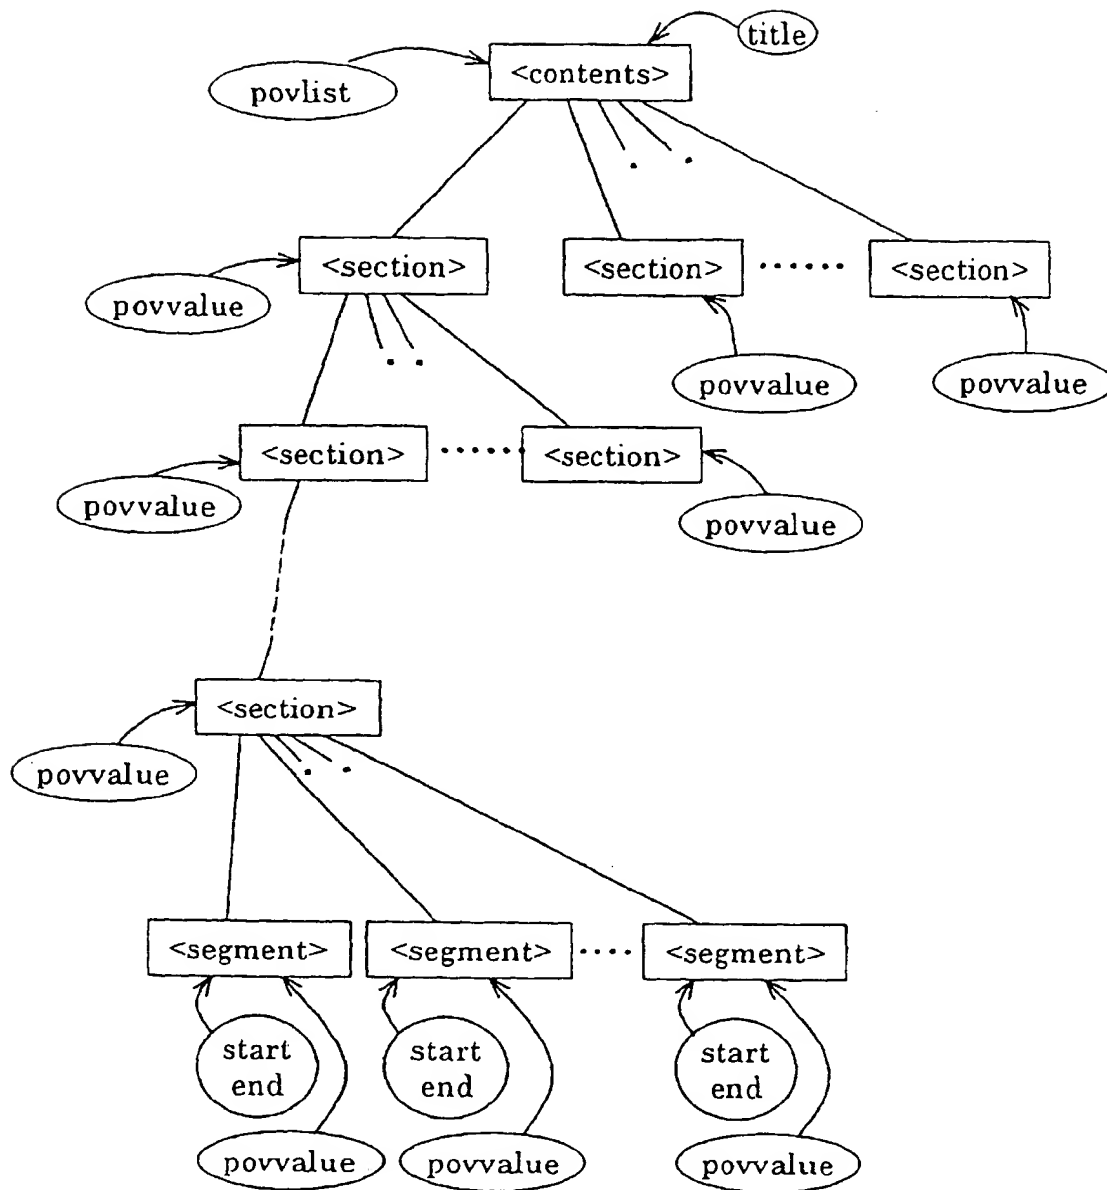 title
<contents>
povlist
<section>
<section>
<section>
povvalue
povvalue
povvalue
<section>
<section>
povvalue
povvalue
<section>
povvalue
<segment>
<segment>
<segment>
start
end
start
end
start
end
povvalue
povvalue
povvalue